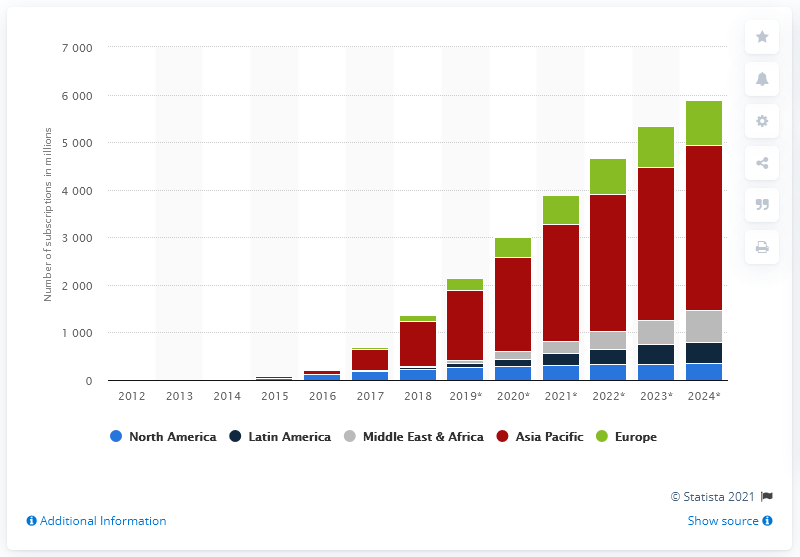 7 000
6 000
5 000
4 000
3 000
2 000
1 000
0
Number of subscriptions in millions
2012 2013 2014 2015 2016 2017 2018 2019* 2020* 2021* 2022* 2023* 2024*
North America Latin America Middle East & Africa Asia Pacific Europe
© Statista 2021
Additional Information Show source